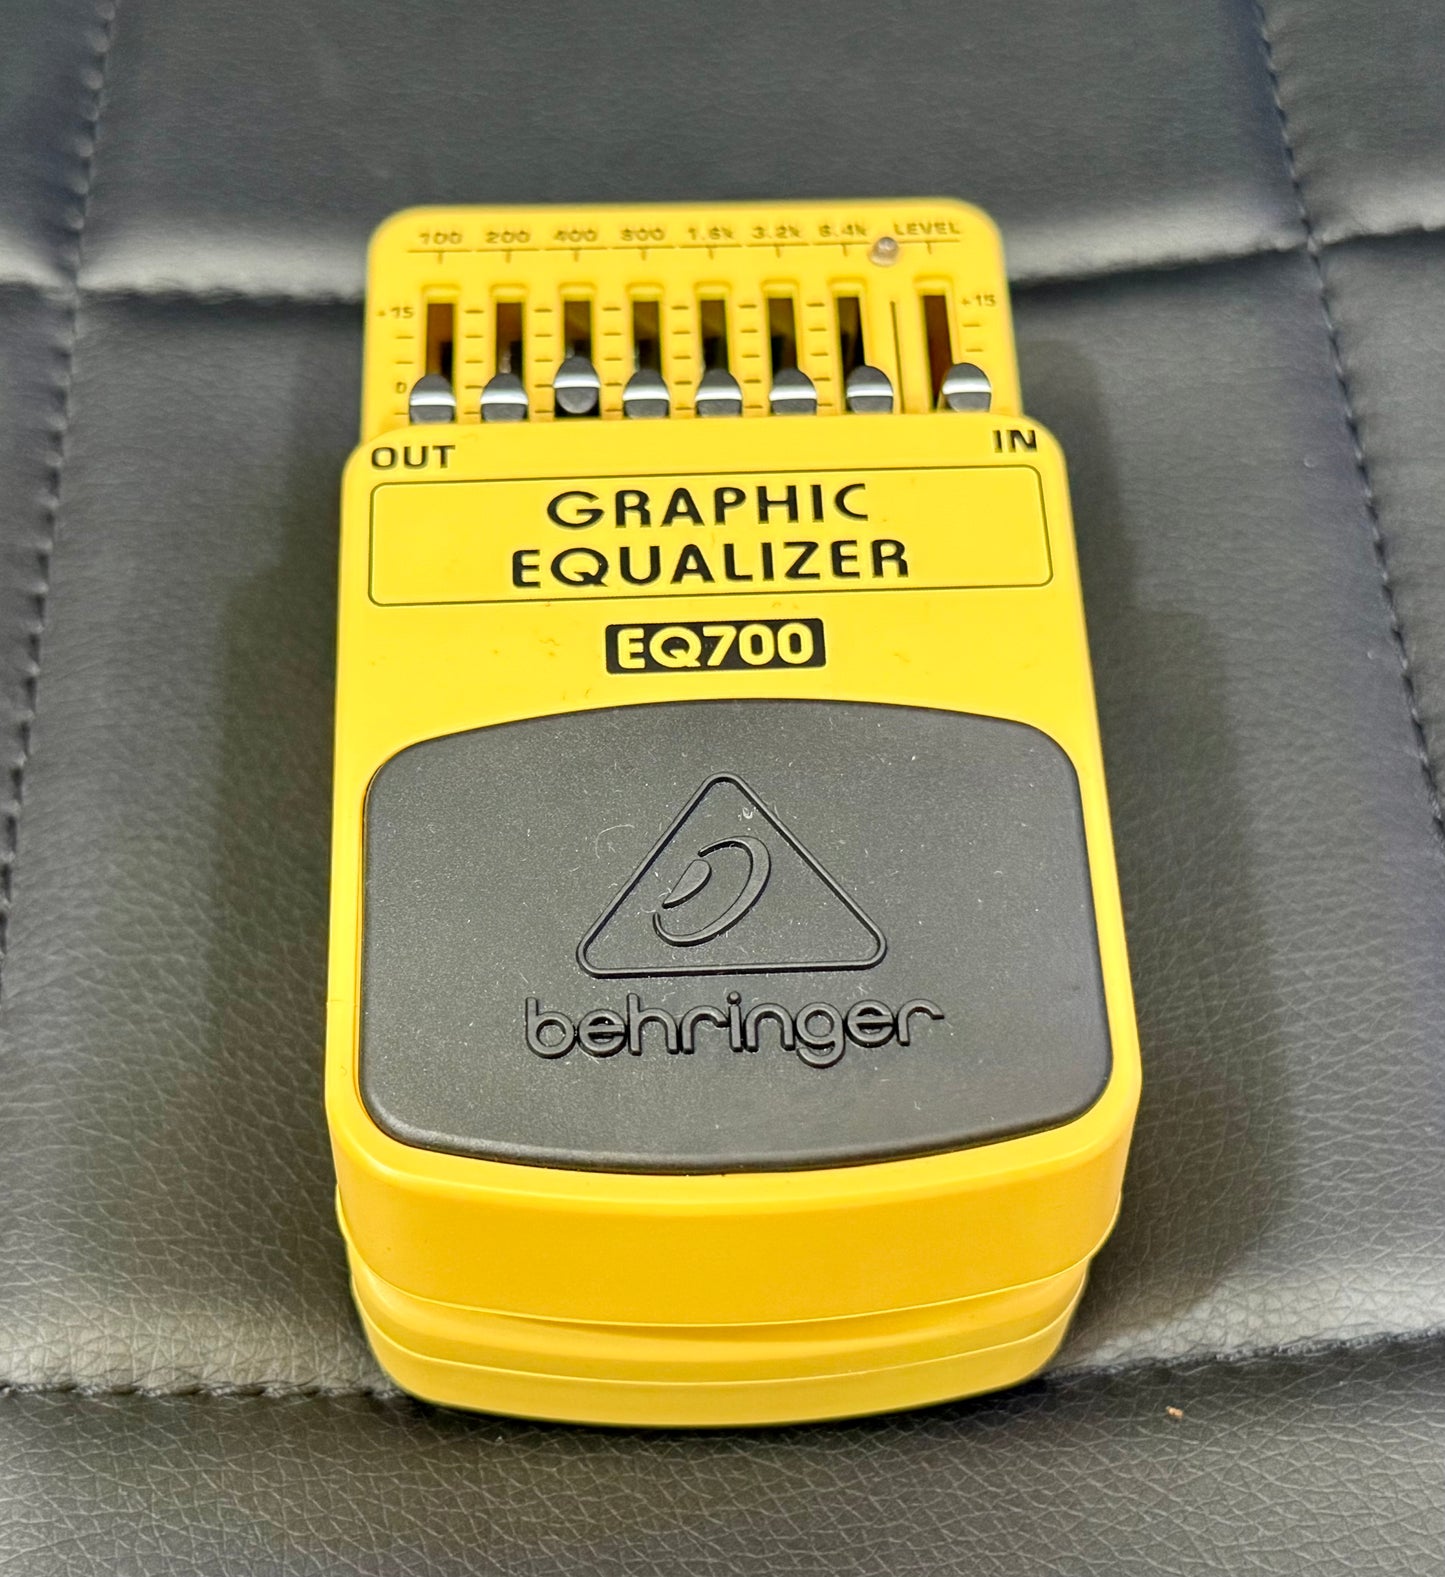 100 200 400 800 1.6k 3.2k 6.4k LEVEL
+15 +15
0
OUT IN
GRAPHIC
EQUALIZER
EQ700
behringer